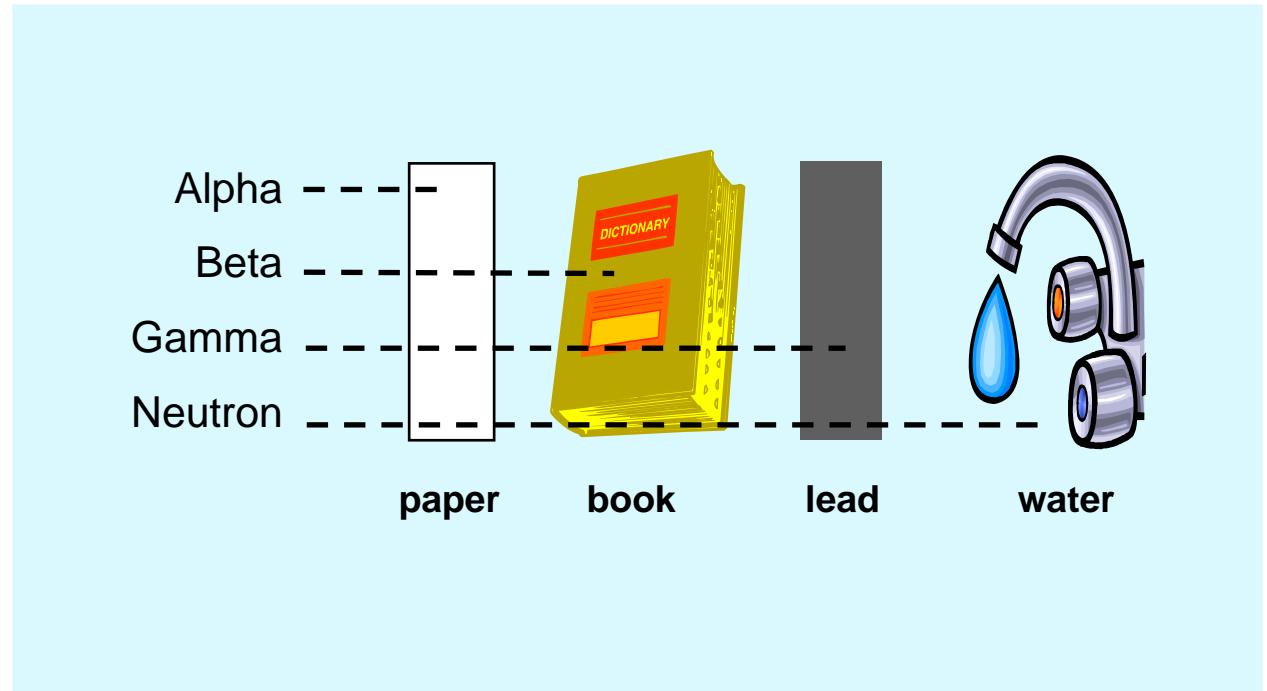 Alpha
DICTIONARY
Beta
Gamma
Neutron
paper book lead water